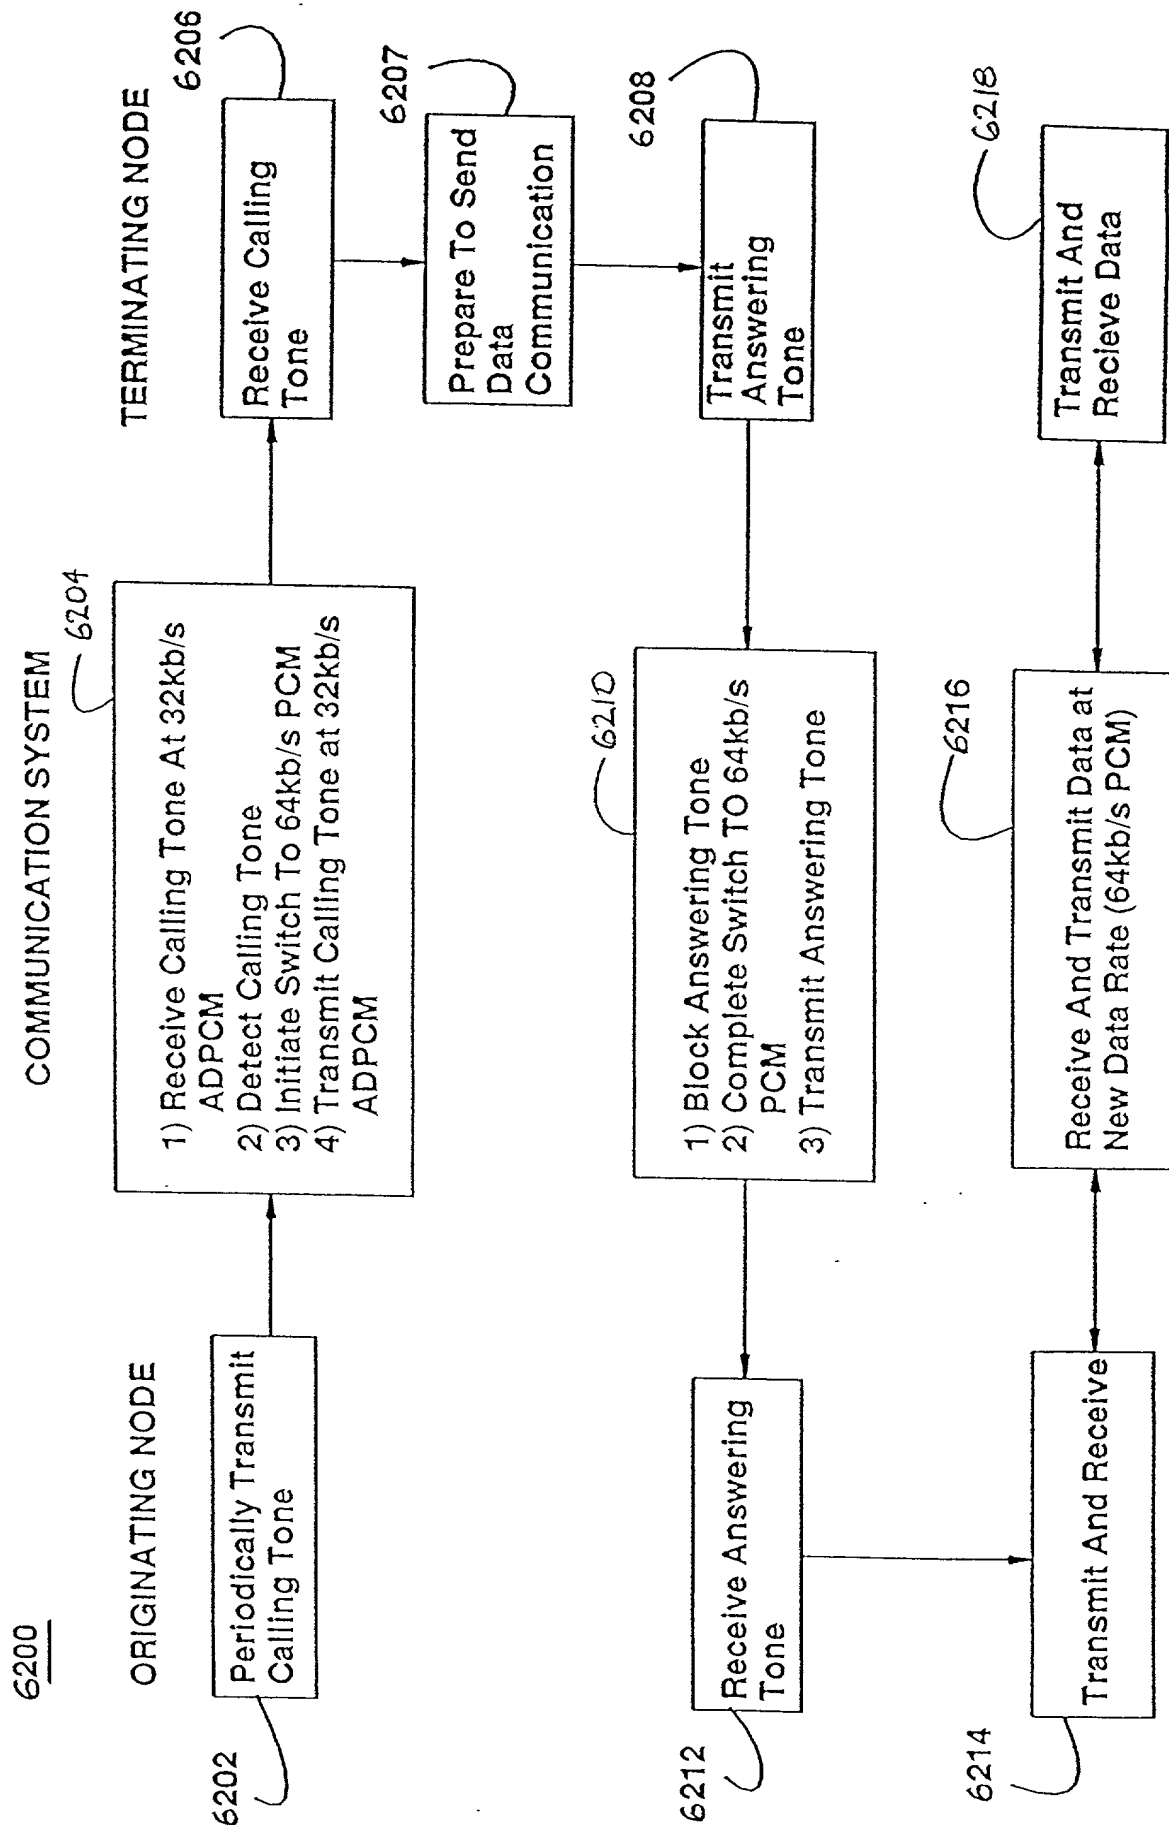 6200
ORIGINATING NODE
COMMUNICATION SYSTEM
TERMINATING NODE
6202
Periodically Transmit
Calling Tone
6204
1) Receive Calling Tone At 32kb/s
ADPCM
2) Detect Calling Tone
3) Initiate Switch To 64kb/s PCM
4) Transmit Calling Tone at 32kb/s
ADPCM
6206
Receive Calling
Tone
6207
Prepare To Send
Data
Communication
6208
Transmit
Answering
Tone
6210
1) Block Answering Tone
2) Complete Switch TO 64kb/s
PCM
3) Transmit Answering Tone
6212
Receive Answering
Tone
6214
Transmit And Receive
6216
Receive And Transmit Data at
New Data Rate (64kb/s PCM)
6218
Transmit And
Recieve Data